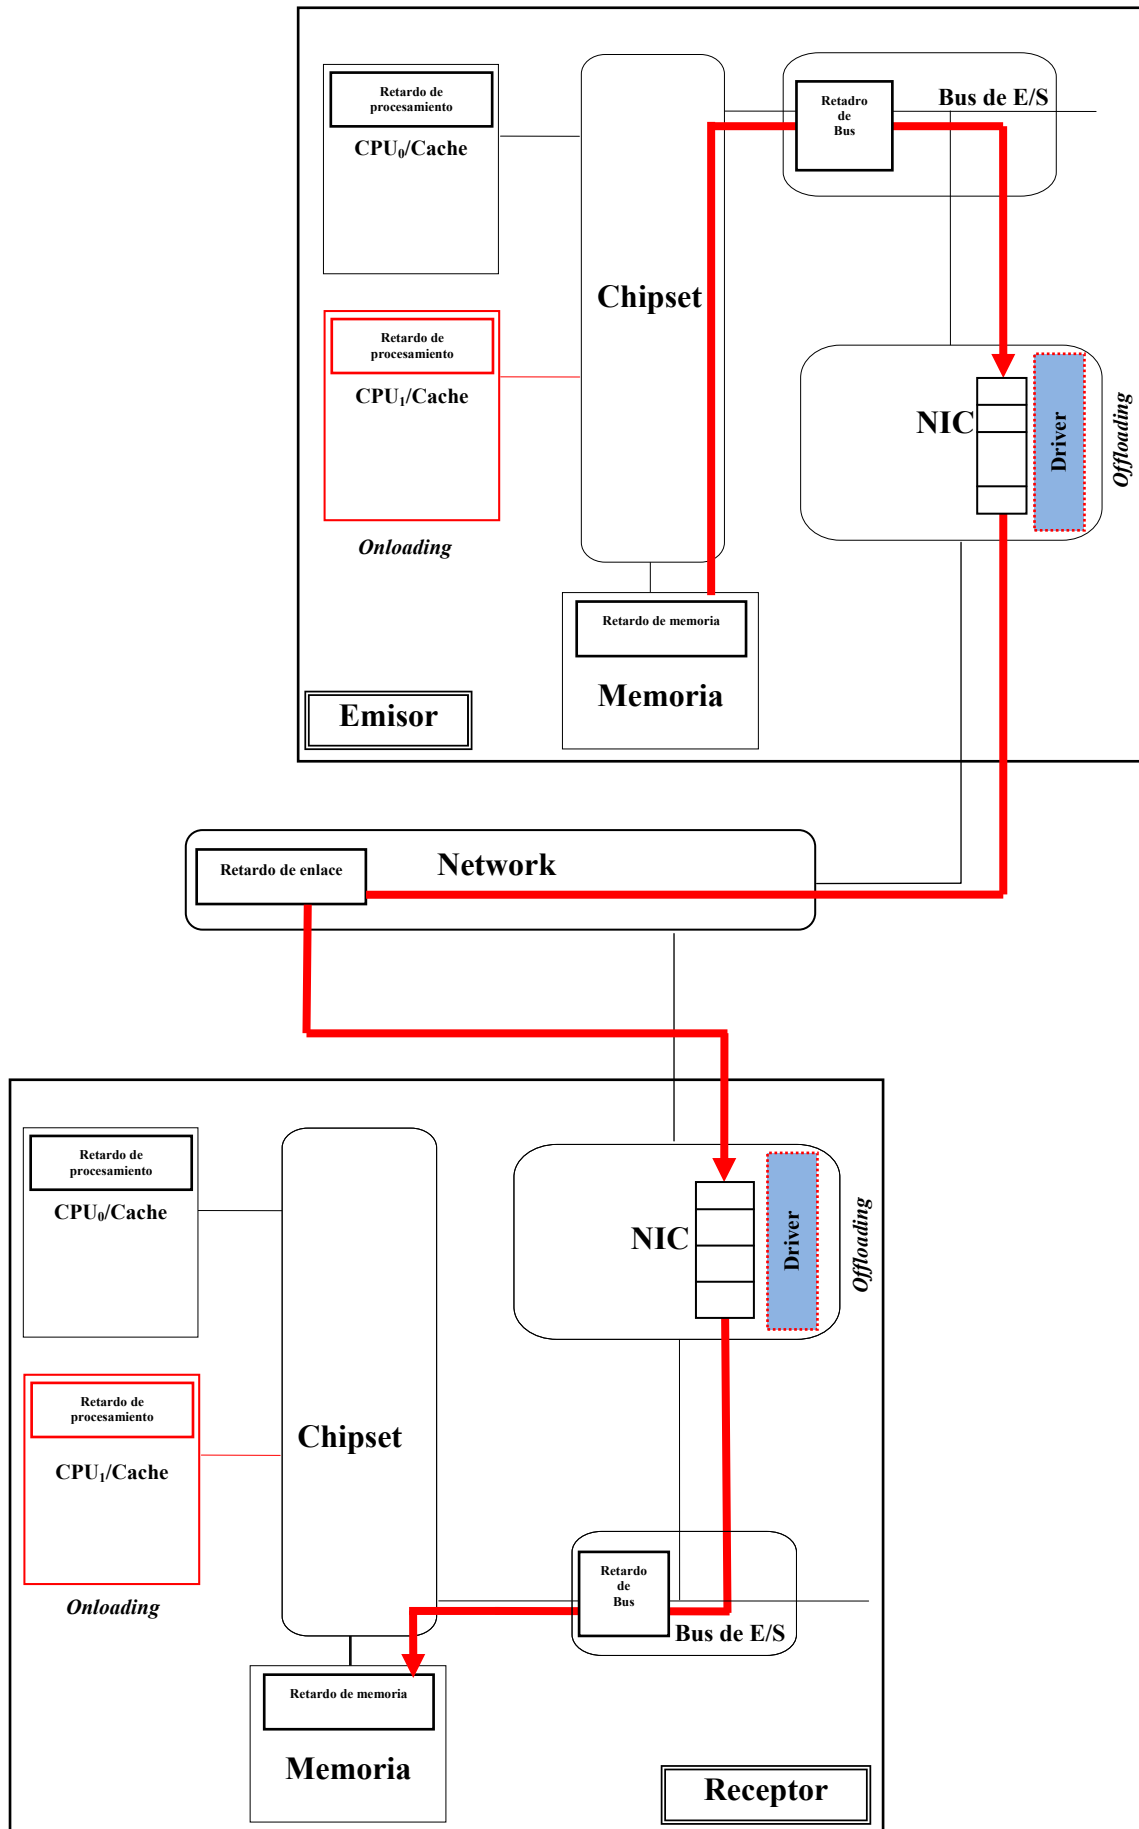 Retardo de
procesamiento
CPU₀/Cache
Retadro
de
Bus
Bus de E/S
Chipset
Retardo de
procesamiento
CPU₁/Cache
Onloading
NIC
Driver
Offloading
Retardo de memoria
Memoria
Emisor
Retardo de enlace
Network
Retardo de
procesamiento
CPU₀/Cache
NIC
Driver
Offloading
Retardo de
procesamiento
CPU₁/Cache
Onloading
Chipset
Retardo
de
Bus
Bus de E/S
Retardo de memoria
Memoria
Receptor